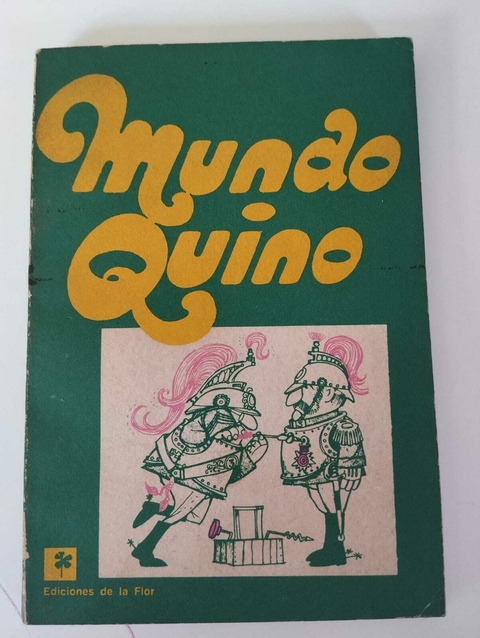 Mundo
Quino
Ediciones de la Flor